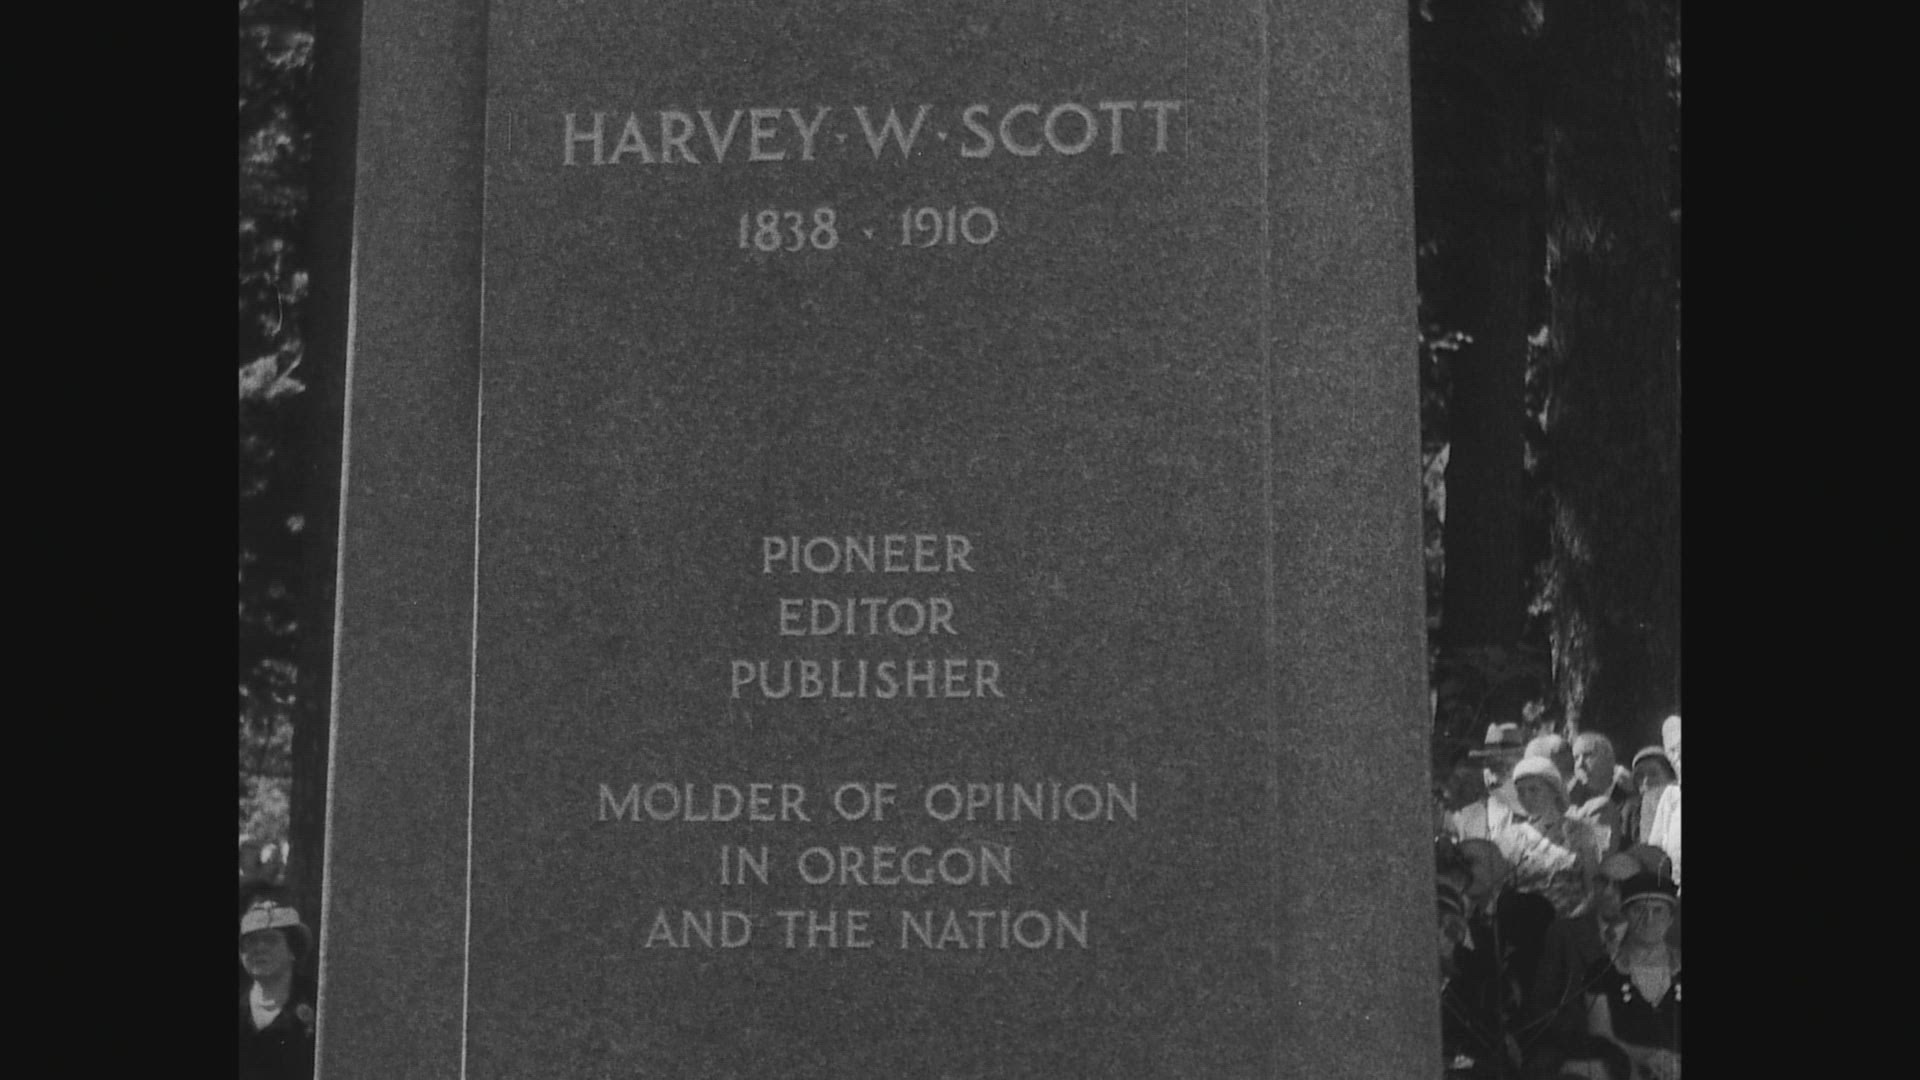 HARVEY · W · SCOTT
1838 · 1910
PIONEER
EDITOR
PUBLISHER
MOLDER OF OPINION
IN OREGON
AND THE NATION